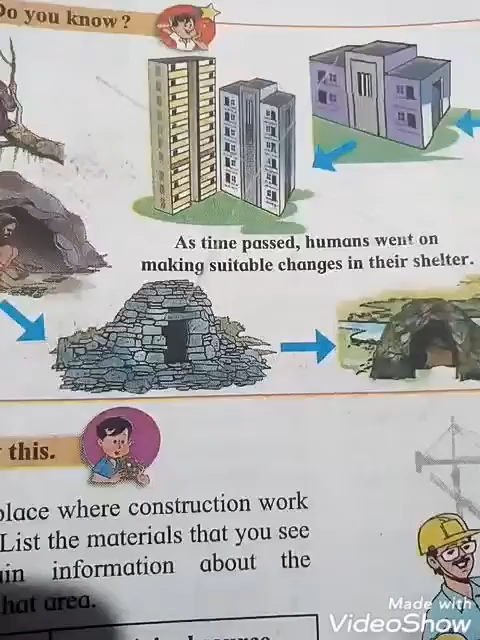 Do you know?
As time passed, humans went on
making suitable changes in their shelter.
this.
place where construction work
List the materials that you see
information about the
that area.
Made with
VideoShow